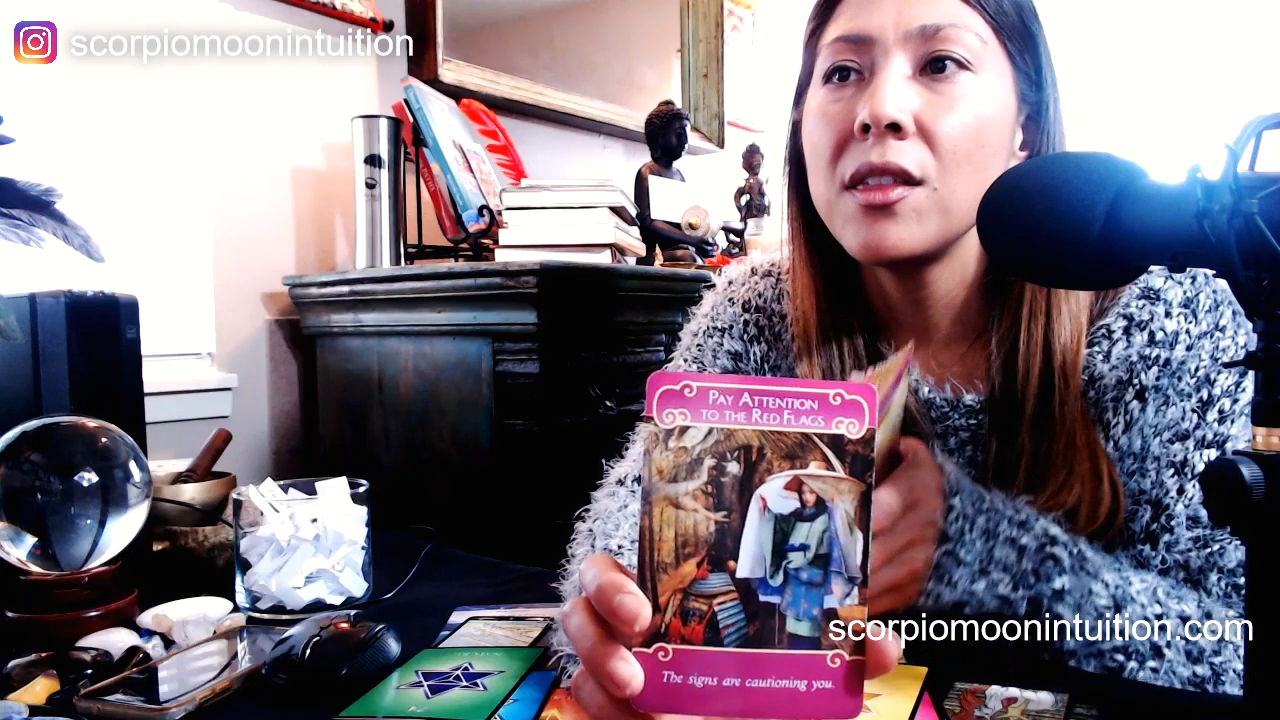 scorpiomoonintuition
PAY ATTENTION
TO THE RED FLAGS
The signs are cautioning you.
scorpiomoonintuition.com